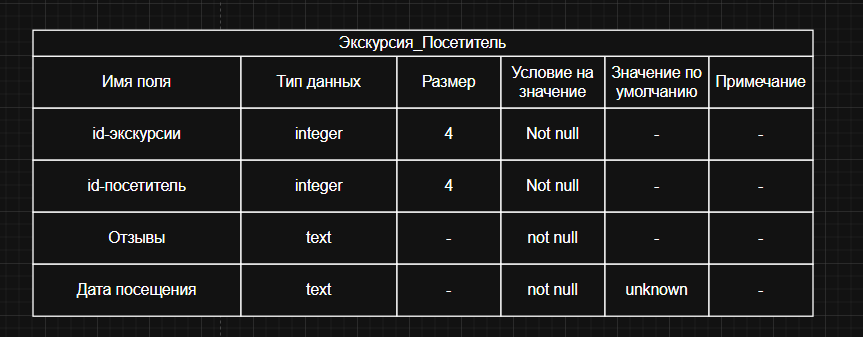 Экскурсия_Посетитель
Имя поля Тип данных Размер Условие на значение Значение по умолчанию Примечание
id-экскурсии integer 4 Not null - -
id-посетитель integer 4 Not null - -
Отзывы text - not null - -
Дата посещения text - not null unknown -